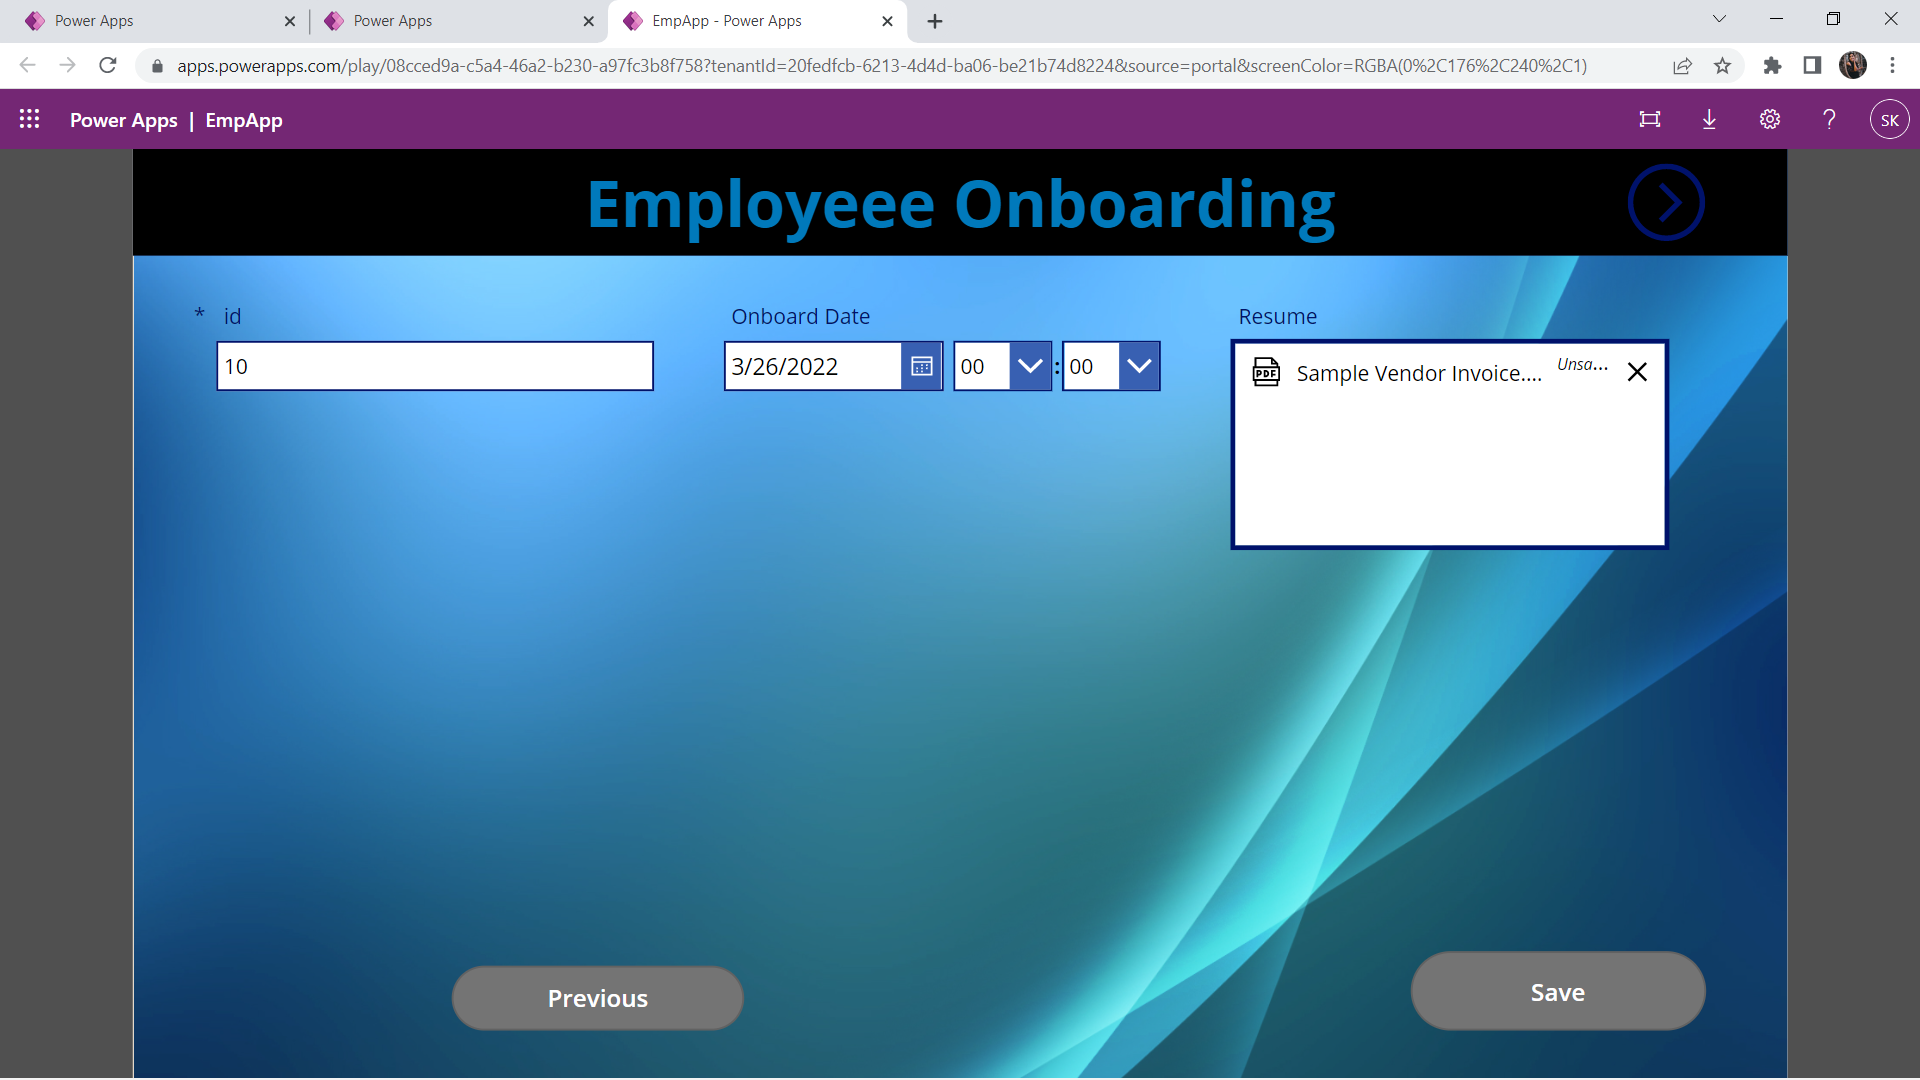 Power Apps
Power Apps
EmpApp - Power Apps
apps.powerapps.com/play/08cced9a-c5a4-46a2-b230-a97fc3b8f758?tenantId=20fedfcb-6213-4d4d-ba06-be21b74d8224&source=portal&screenColor=RGBA(0%2C176%2C240%2C1)
Power Apps | EmpApp
SK
Employeee Onboarding
* id
Onboard Date
Resume
10
3/26/2022
00 : 00
PDF Sample Vendor Invoice.... Unsa...
Previous
Save